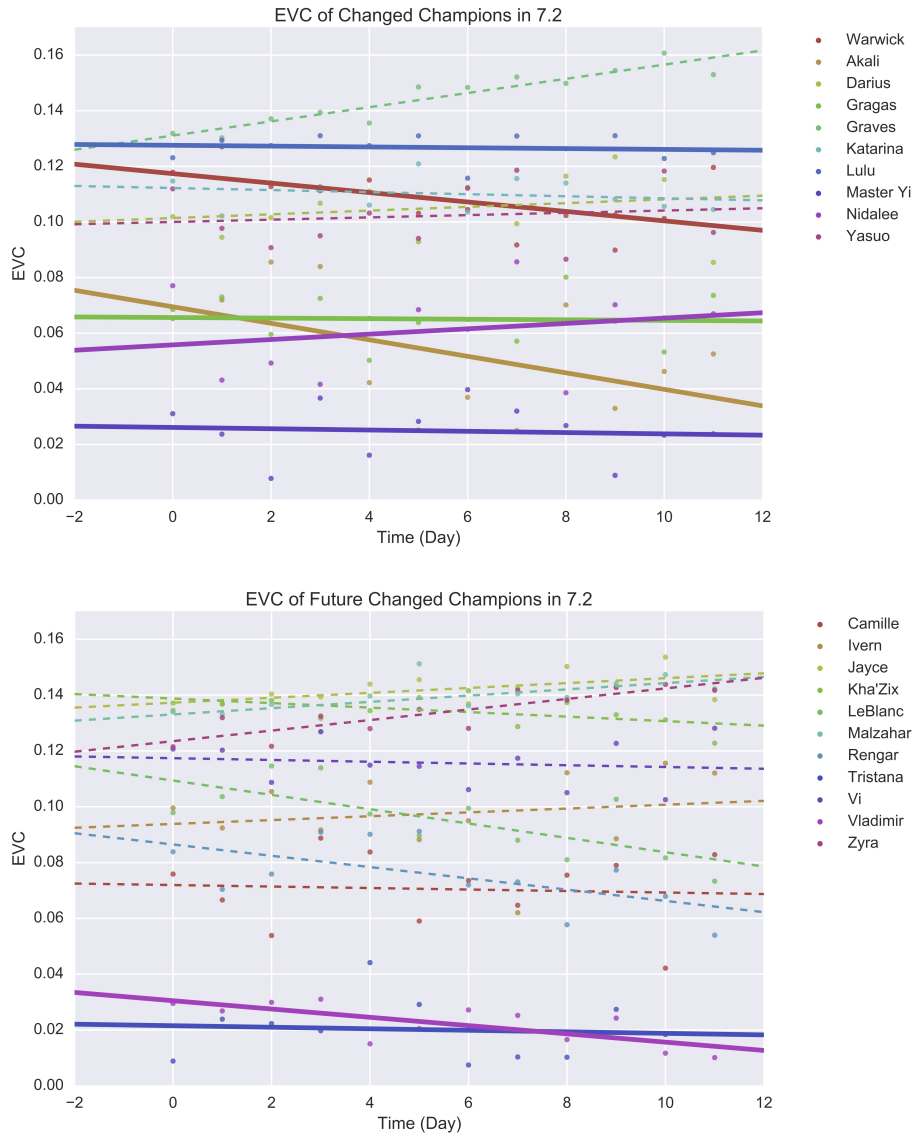 EVC of Changed Champions in 7.2
0.16
0.14
0.12
0.10
0.08
0.06
0.04
0.02
0.00
EVC
−2 0 2 4 6 8 10 12
Time (Day)
Warwick
Akali
Darius
Gragas
Graves
Katarina
Lulu
Master Yi
Nidalee
Yasuo
EVC of Future Changed Champions in 7.2
0.16
0.14
0.12
0.10
0.08
0.06
0.04
0.02
0.00
EVC
−2 0 2 4 6 8 10 12
Time (Day)
Camille
Ivern
Jayce
Kha'Zix
LeBlanc
Malzahar
Rengar
Tristana
Vi
Vladimir
Zyra